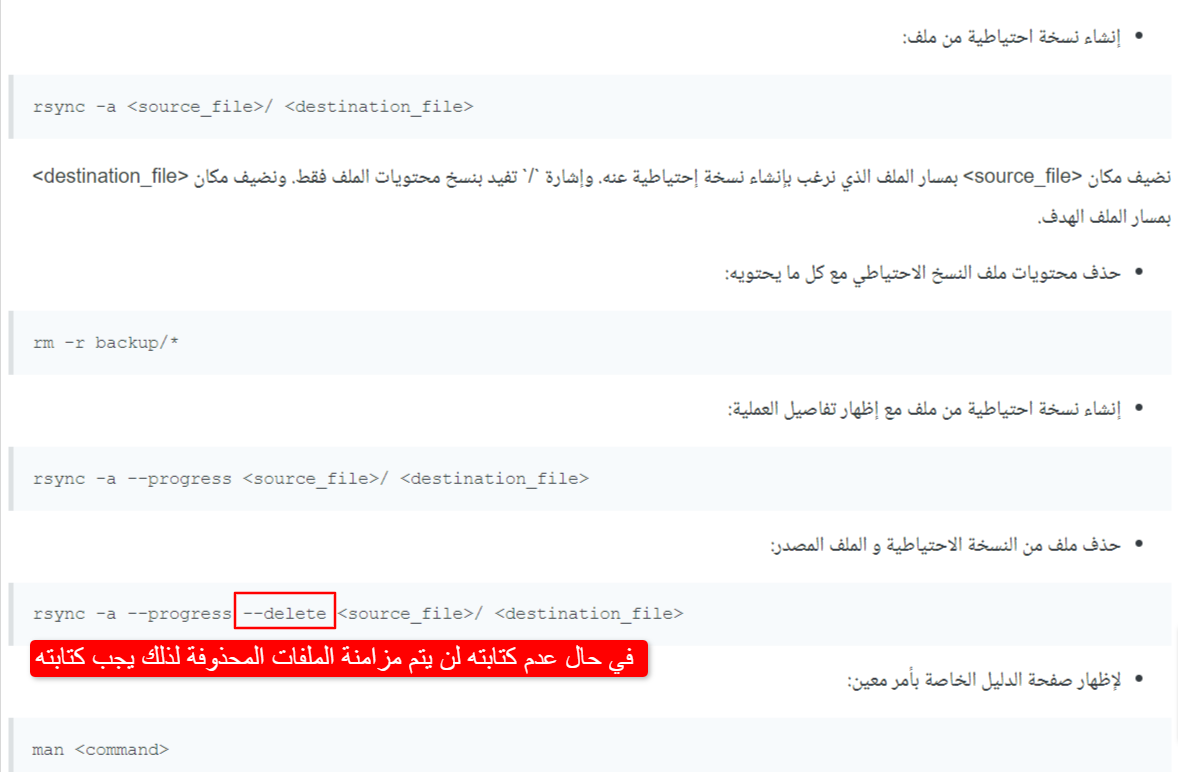 إنشاء نسخة احتياطية من ملف:
rsync -a <source_file>/ <destination_file>
نضيف مكان <source_file> بمسار الملف الذي نرغب بإنشاء نسخة إحتياطية عنه. وإشارة `/` تفيد بنسخ محتويات الملف فقط. ونضيف مكان <destination_file>
بمسار الملف الهدف.
حذف محتويات ملف النسخ الاحتياطي مع كل ما يحتويه:
rm -r backup/*
إنشاء نسخة احتياطية من ملف مع إظهار تفاصيل العملية:
rsync -a --progress <source_file>/ <destination_file>
حذف ملف من النسخة الاحتياطية و الملف المصدر:
rsync -a --progress --delete <source_file>/ <destination_file>
في حال عدم كتابته لن يتم مزامنة الملفات المحذوفة لذلك يجب كتابته
لإظهار صفحة الدليل الخاصة بأمر معين:
man <command>